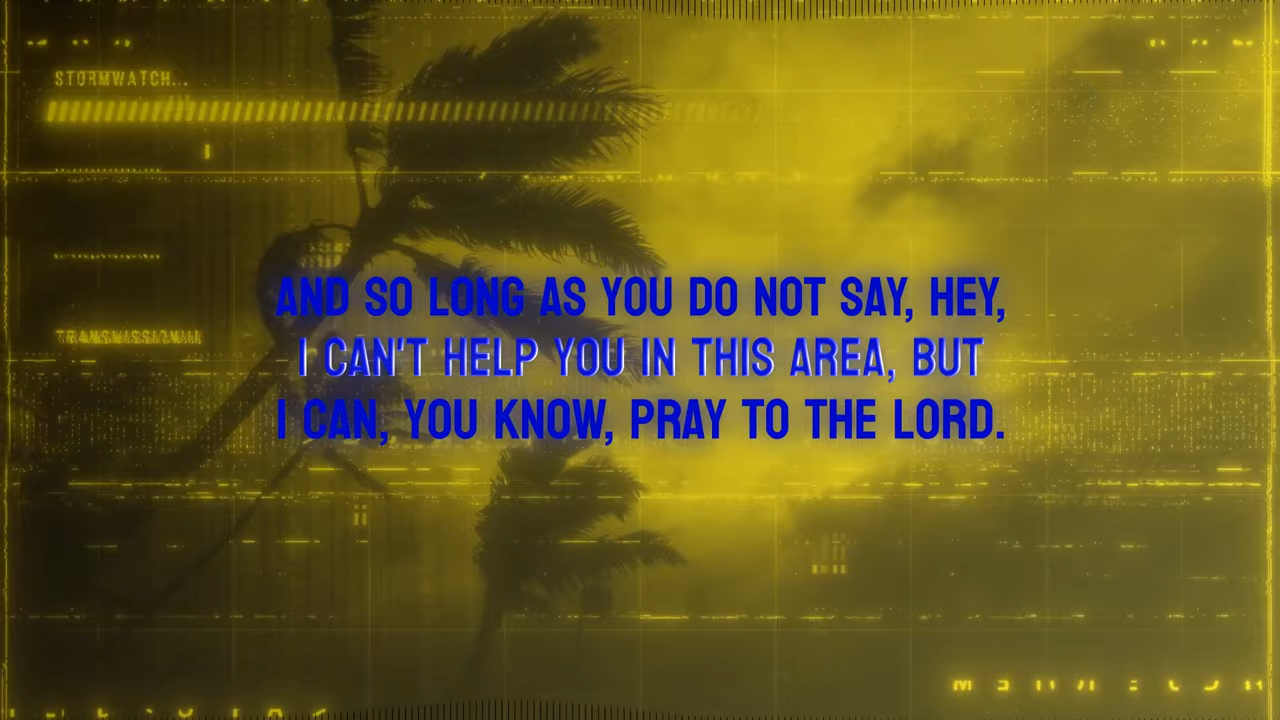 STORMWATCH...
AND SO LONG AS YOU DO NOT SAY, HEY,
I CAN'T HELP YOU IN THIS AREA, BUT
I CAN, YOU KNOW, PRAY TO THE LORD.